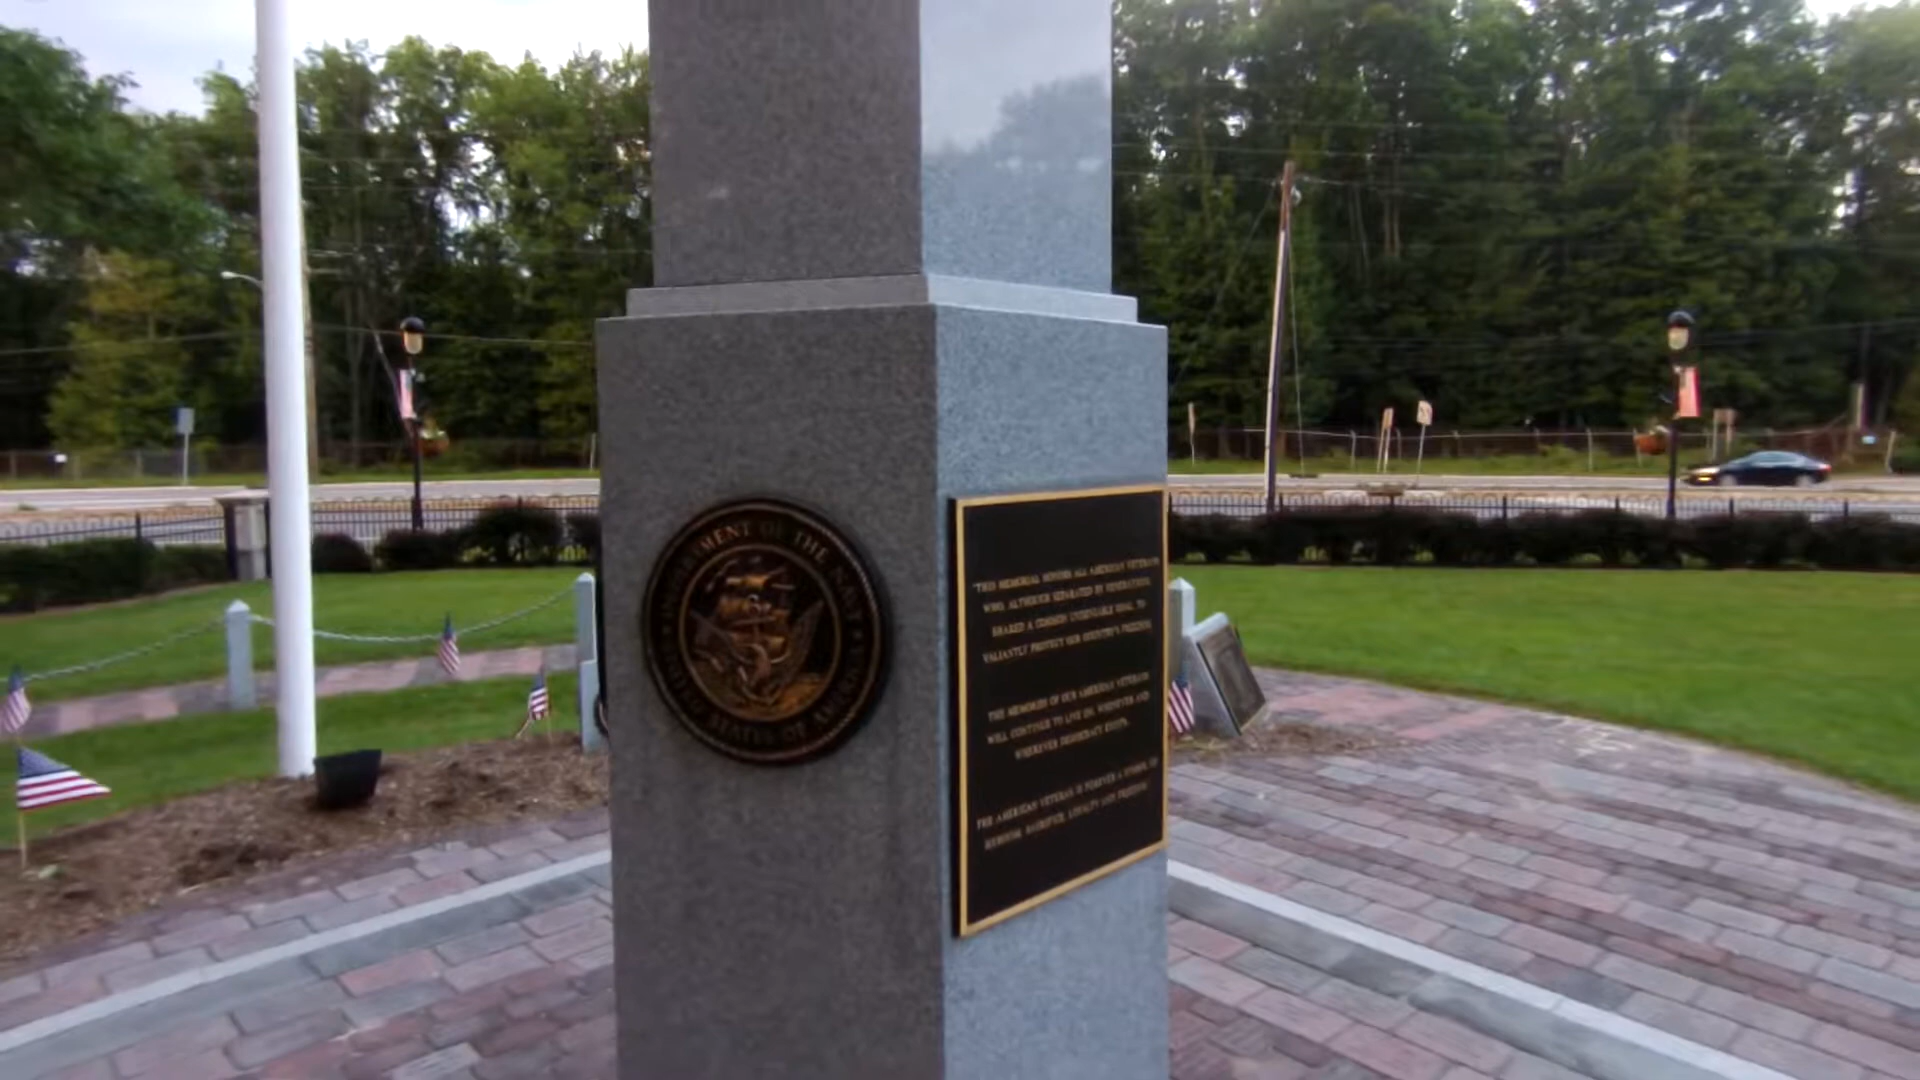 DEPARTMENT OF THE NAVY
UNITED STATES OF AMERICA
"THIS MEMORIAL HONORS ALL AMERICAN VETERANS
WHO, ALTHOUGH SEPARATED BY GENERATIONS,
SHARED A COMMON UNDENIABLE GOAL TO
VALIANTLY PROTECT OUR COUNTRY'S FREEDOM.
THE MEMORIES OF OUR AMERICAN VETERANS
WILL CONTINUE TO LIVE ON, WHENEVER AND
WHEREVER DEMOCRACY EXISTS.
THE AMERICAN VETERAN IS FOREVER A SYMBOL OF
HEROISM, SACRIFICE, LOYALTY AND FREEDOM